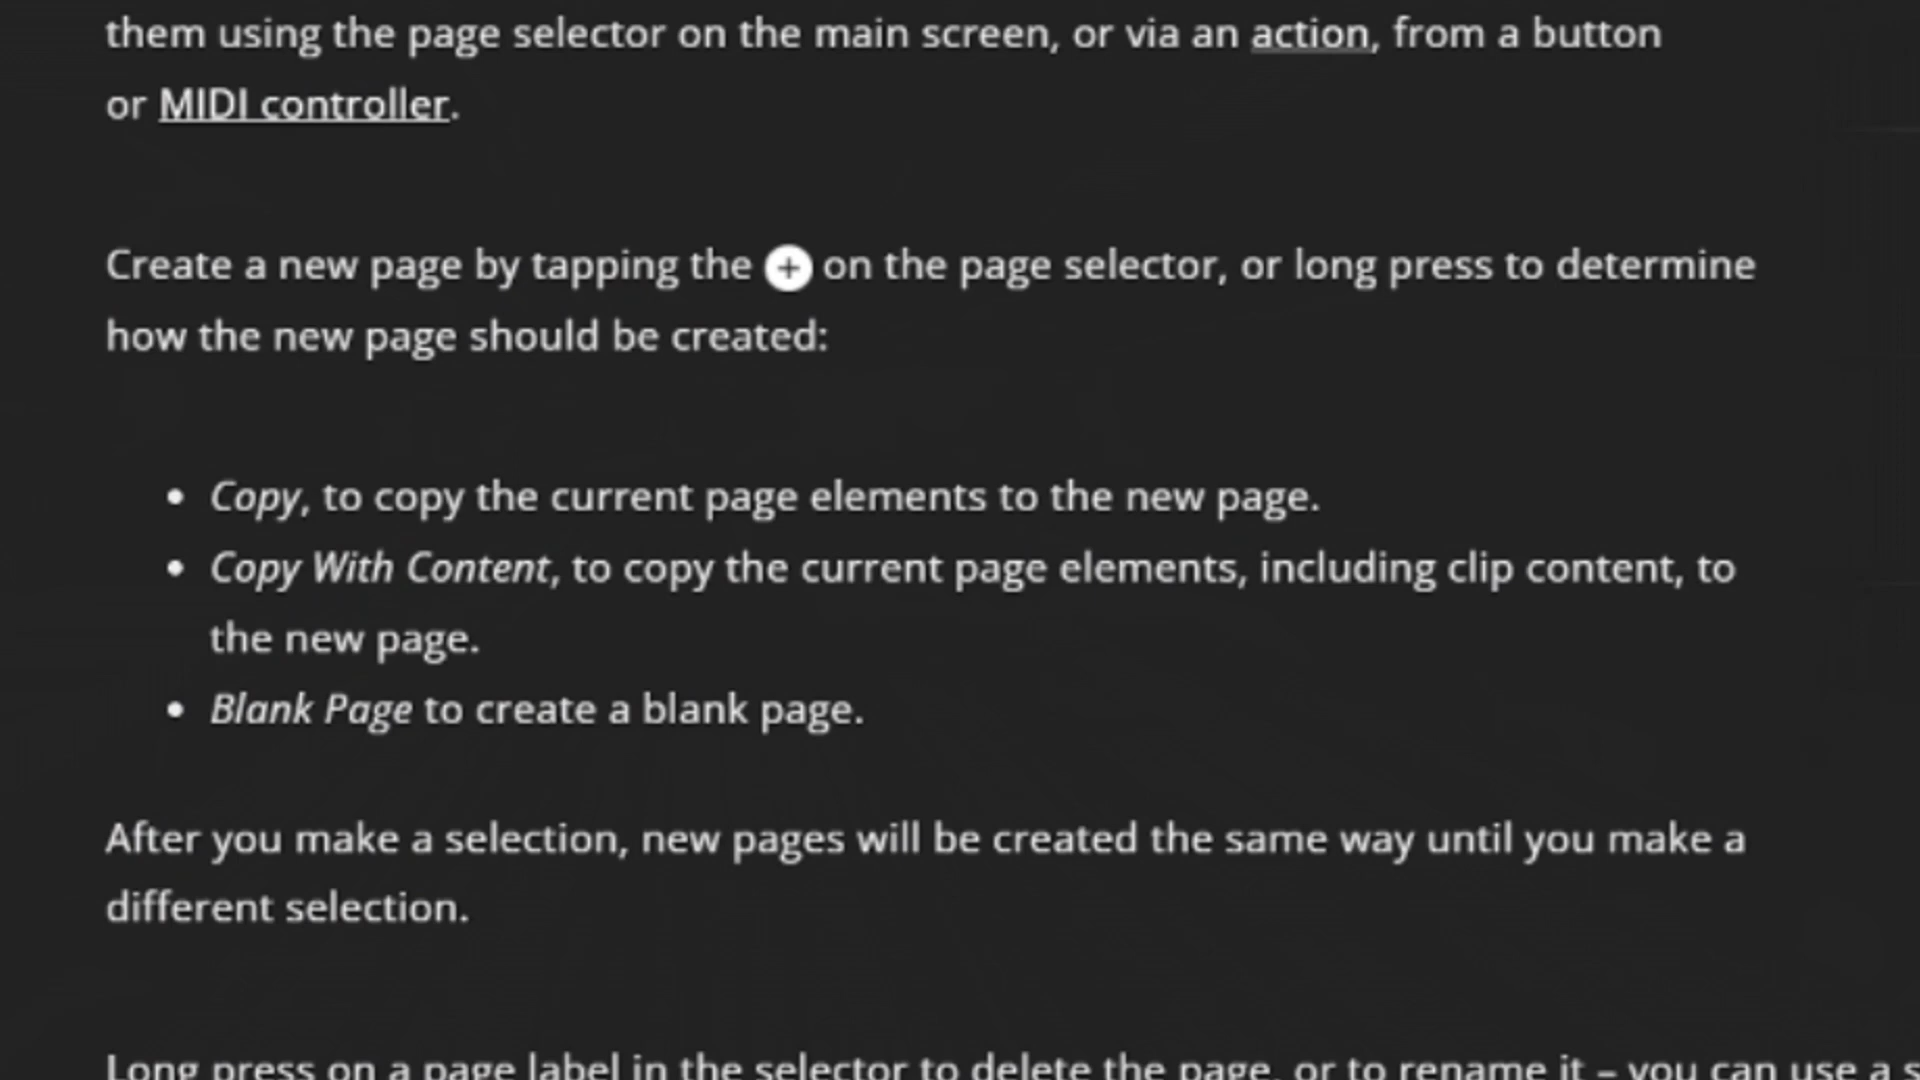 them using the page selector on the main screen, or via an action, from a button
or MIDI controller.
Create a new page by tapping the + on the page selector, or long press to determine
how the new page should be created:
• Copy, to copy the current page elements to the new page.
• Copy With Content, to copy the current page elements, including clip content, to
the new page.
• Blank Page to create a blank page.
After you make a selection, new pages will be created the same way until you make a
different selection.
Long press on a page label in the selector to delete the page, or to rename it – you can use a